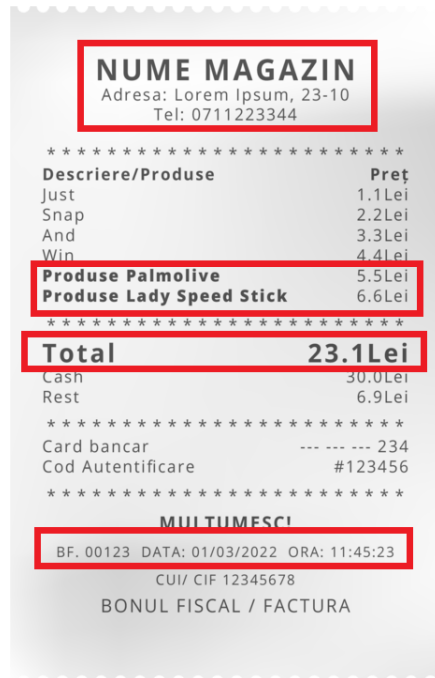 NUME MAGAZIN
Adresa: Lorem Ipsum, 23-10
Tel: 0711223344
* * * * * * * * * * * * * * * * * * * * * * * *
Descriere/Produse Preț
Just 1.1Lei
Snap 2.2Lei
And 3.3Lei
Win 4.4Lei
Produse Palmolive 5.5Lei
Produse Lady Speed Stick 6.6Lei
* * * * * * * * * * * * * * * * * * * * * * * *
Total 23.1Lei
Cash 30.0Lei
Rest 6.9Lei
* * * * * * * * * * * * * * * * * * * * * * * *
Card bancar --- --- --- 234
Cod Autentificare #123456
* * * * * * * * * * * * * * * * * * * * * * * *
MULTUMESC!
BF. 00123 DATA: 01/03/2022 ORA: 11:45:23
CUI/ CIF 12345678
BONUL FISCAL / FACTURA